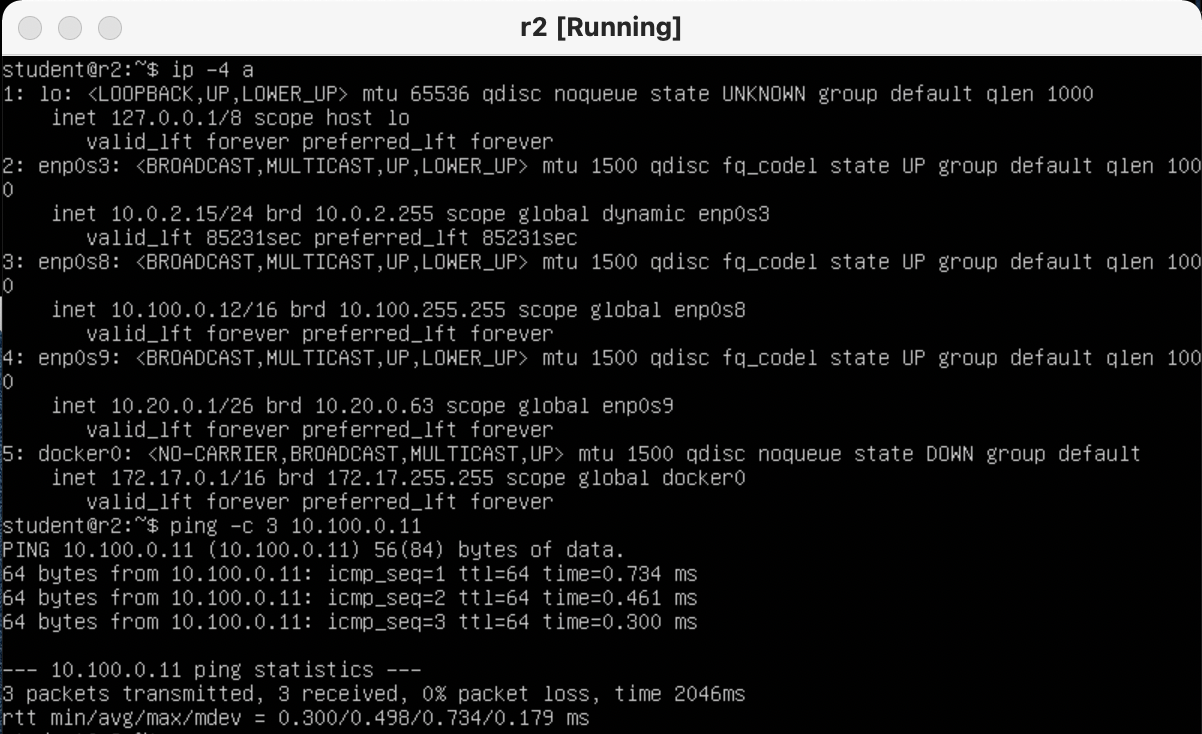 r2 [Running]
student@r2:~$ ip -4 a
1: lo: <LOOPBACK,UP,LOWER_UP> mtu 65536 qdisc noqueue state UNKNOWN group default qlen 1000
    inet 127.0.0.1/8 scope host lo
       valid_lft forever preferred_lft forever
2: enp0s3: <BROADCAST,MULTICAST,UP,LOWER_UP> mtu 1500 qdisc fq_codel state UP group default qlen 100
0
    inet 10.0.2.15/24 brd 10.0.2.255 scope global dynamic enp0s3
       valid_lft 85231sec preferred_lft 85231sec
3: enp0s8: <BROADCAST,MULTICAST,UP,LOWER_UP> mtu 1500 qdisc fq_codel state UP group default qlen 100
0
    inet 10.100.0.12/16 brd 10.100.255.255 scope global enp0s8
       valid_lft forever preferred_lft forever
4: enp0s9: <BROADCAST,MULTICAST,UP,LOWER_UP> mtu 1500 qdisc fq_codel state UP group default qlen 100
0
    inet 10.20.0.1/26 brd 10.20.0.63 scope global enp0s9
       valid_lft forever preferred_lft forever
5: docker0: <NO-CARRIER,BROADCAST,MULTICAST,UP> mtu 1500 qdisc noqueue state DOWN group default
    inet 172.17.0.1/16 brd 172.17.255.255 scope global docker0
       valid_lft forever preferred_lft forever
student@r2:~$ ping -c 3 10.100.0.11
PING 10.100.0.11 (10.100.0.11) 56(84) bytes of data.
64 bytes from 10.100.0.11: icmp_seq=1 ttl=64 time=0.734 ms
64 bytes from 10.100.0.11: icmp_seq=2 ttl=64 time=0.461 ms
64 bytes from 10.100.0.11: icmp_seq=3 ttl=64 time=0.300 ms

--- 10.100.0.11 ping statistics ---
3 packets transmitted, 3 received, 0% packet loss, time 2046ms
rtt min/avg/max/mdev = 0.300/0.498/0.734/0.179 ms